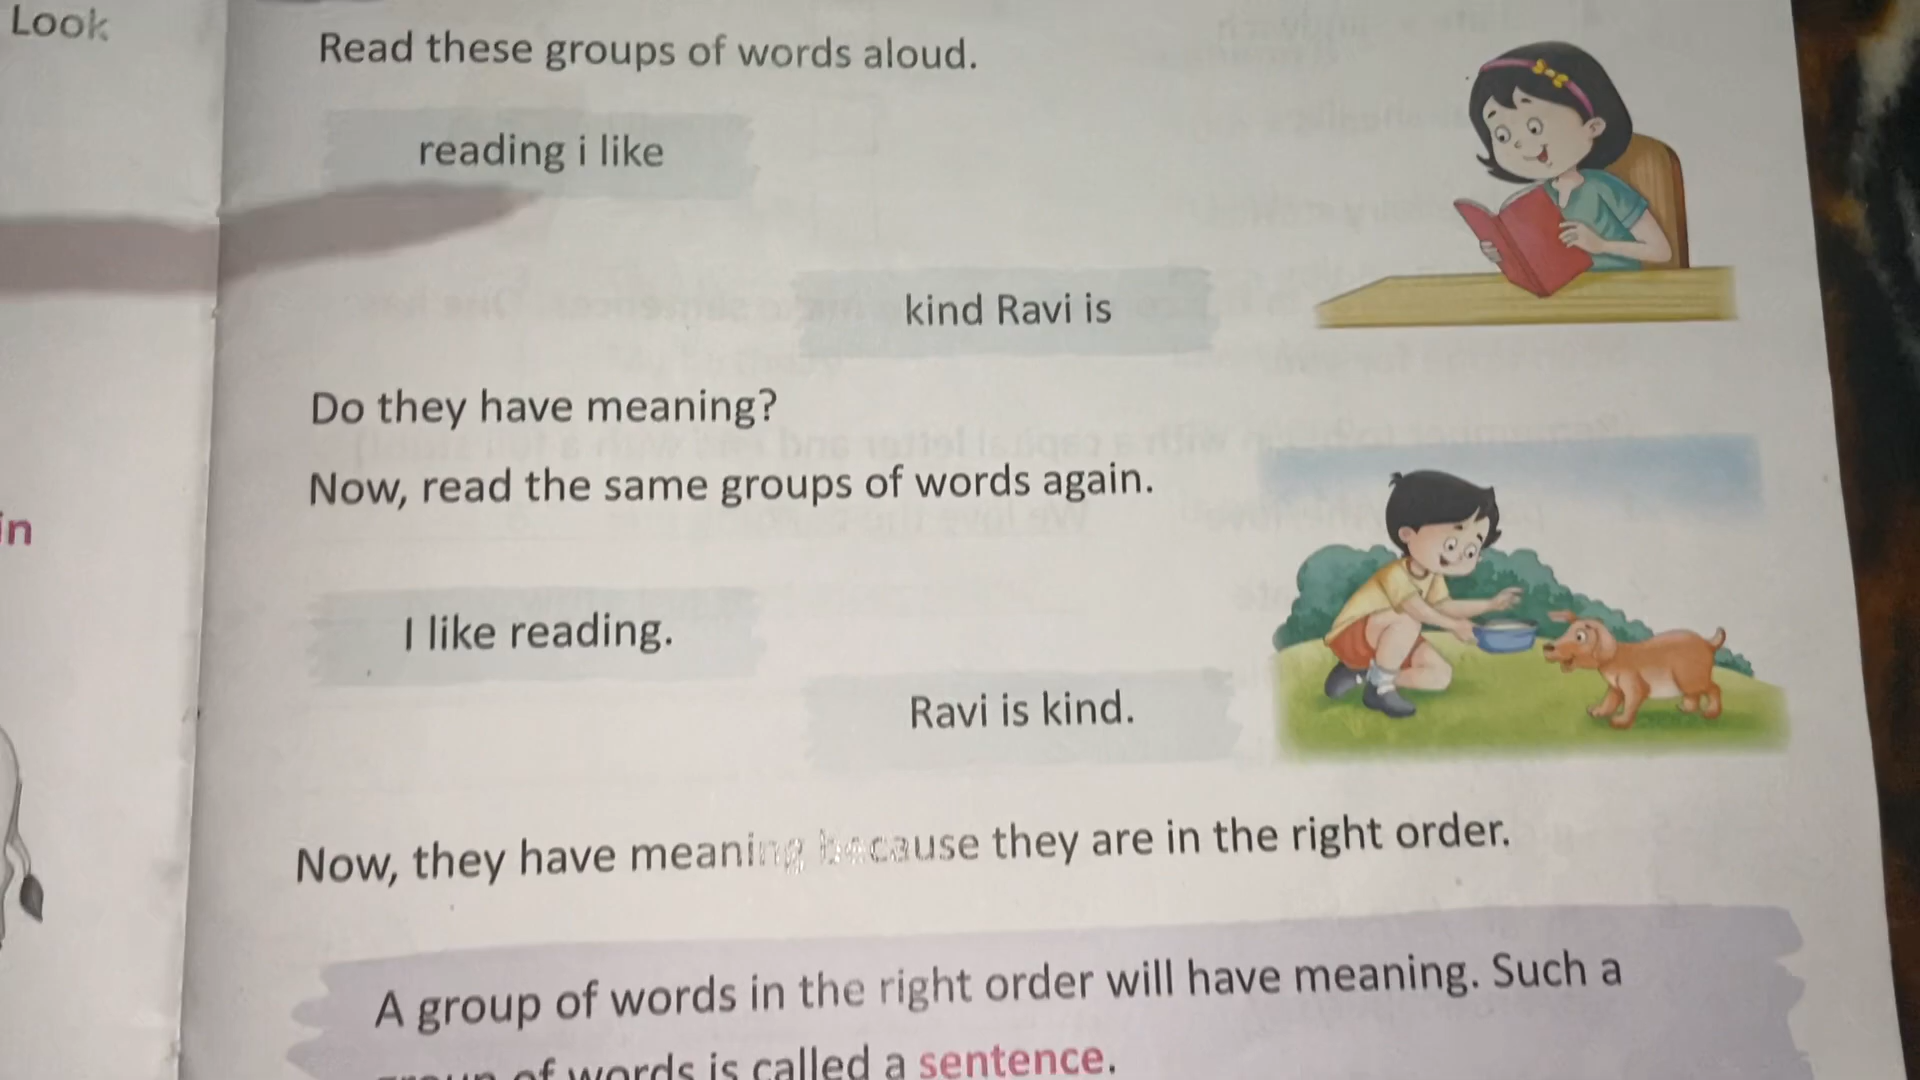 Look
in
Read these groups of words aloud.
reading i like
kind Ravi is
Do they have meaning?
Now, read the same groups of words again.
I like reading.
Ravi is kind.
Now, they have meaning because they are in the right order.
A group of words in the right order will have meaning. Such a
group of words is called a sentence.